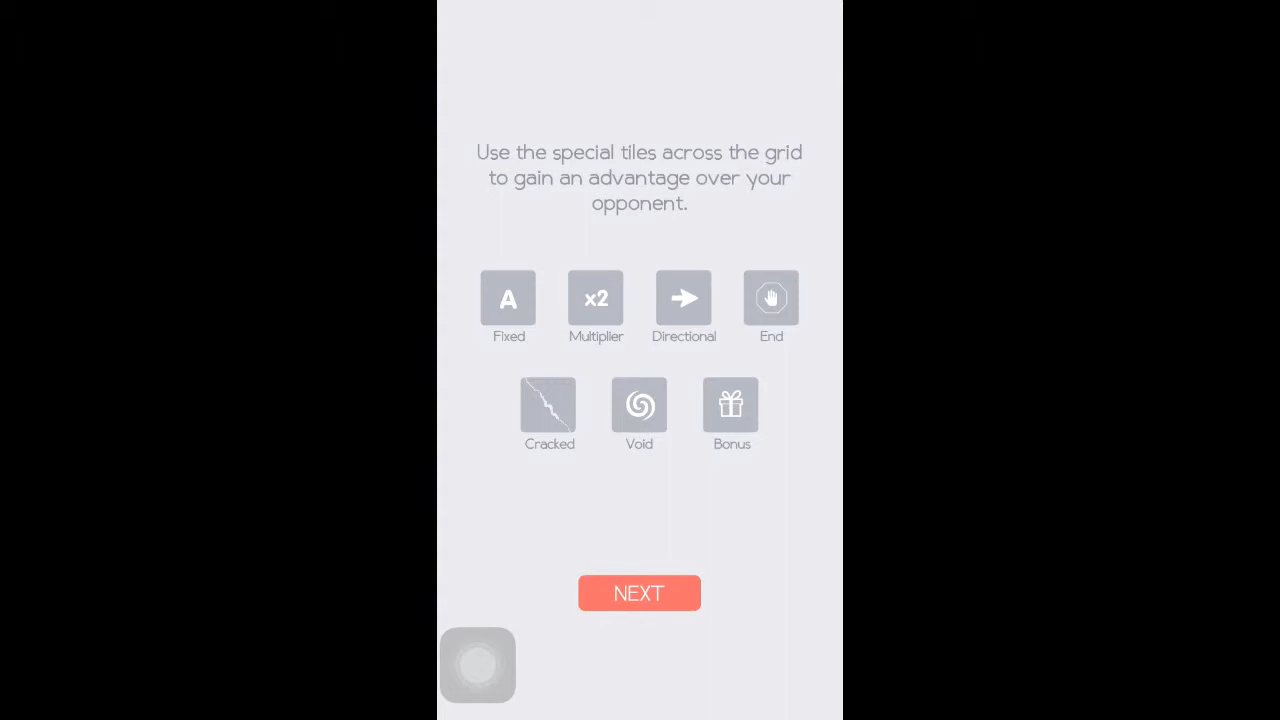 Use the special tiles across the grid
to gain an advantage over your
opponent.
A x2
Fixed Multiplier Directional End
Cracked Void Bonus
NEXT